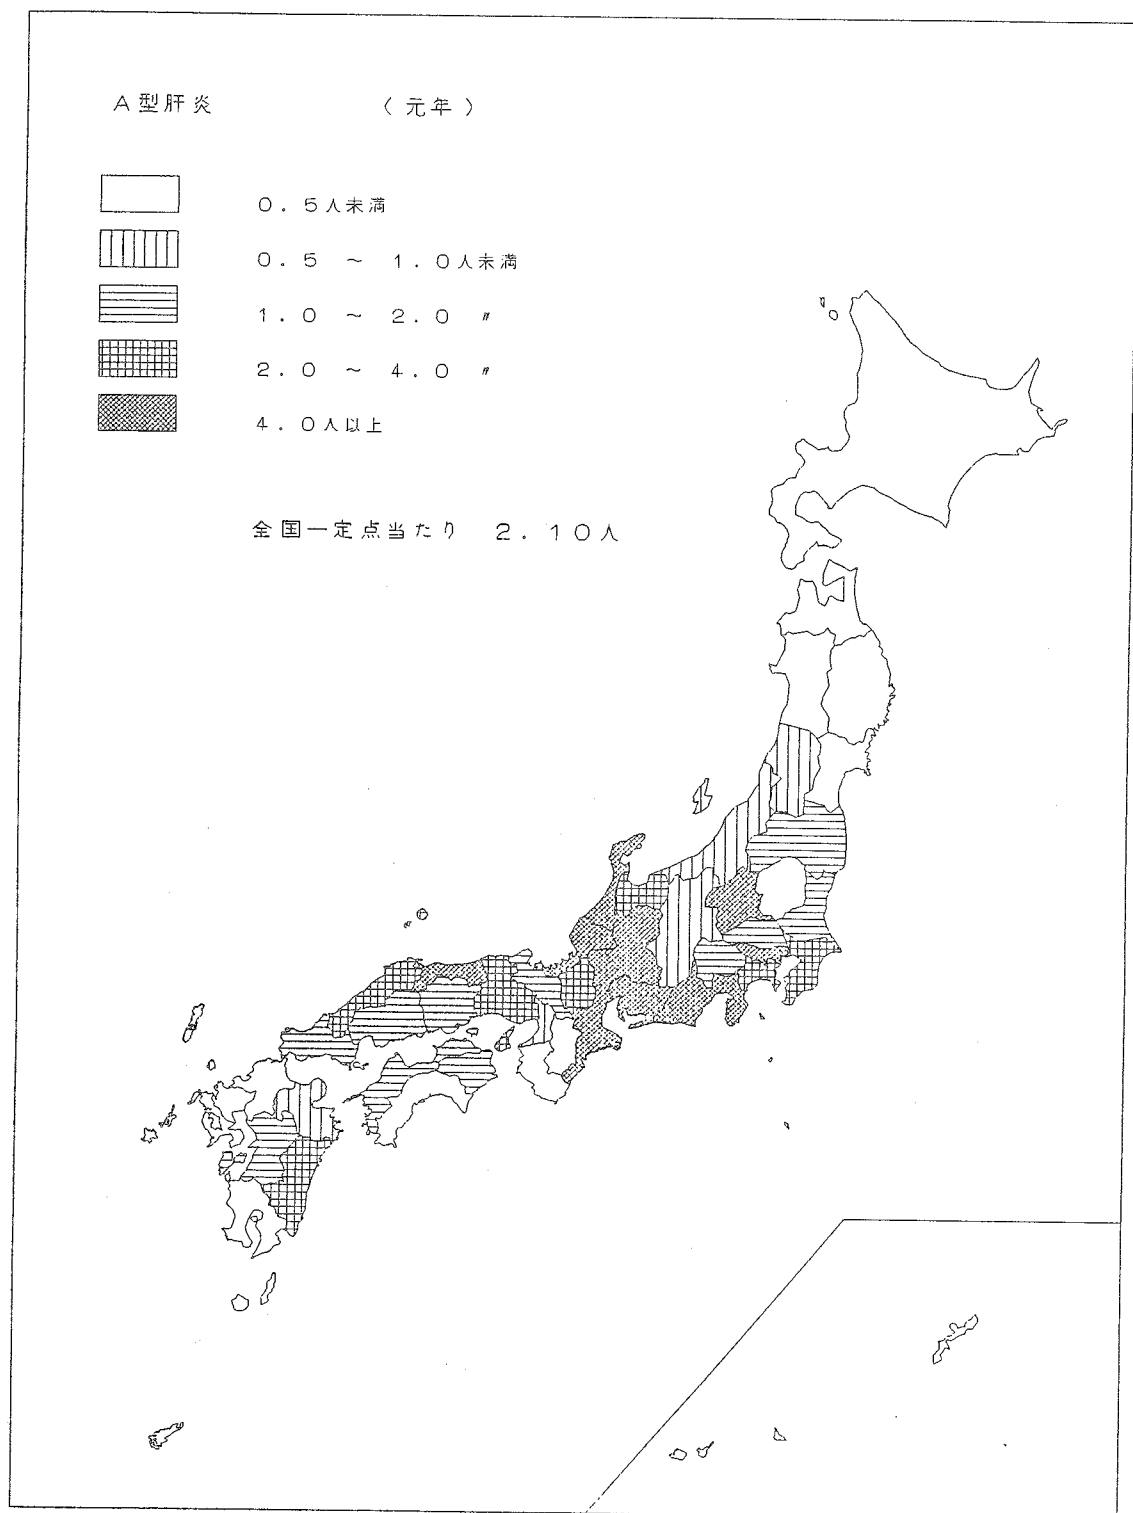 A型肝炎 （元年）
0.5人未満
0.5 ～ 1.0人未満
1.0 ～ 2.0 〃
2.0 ～ 4.0 〃
4.0人以上
全国一定点当たり 2.10人